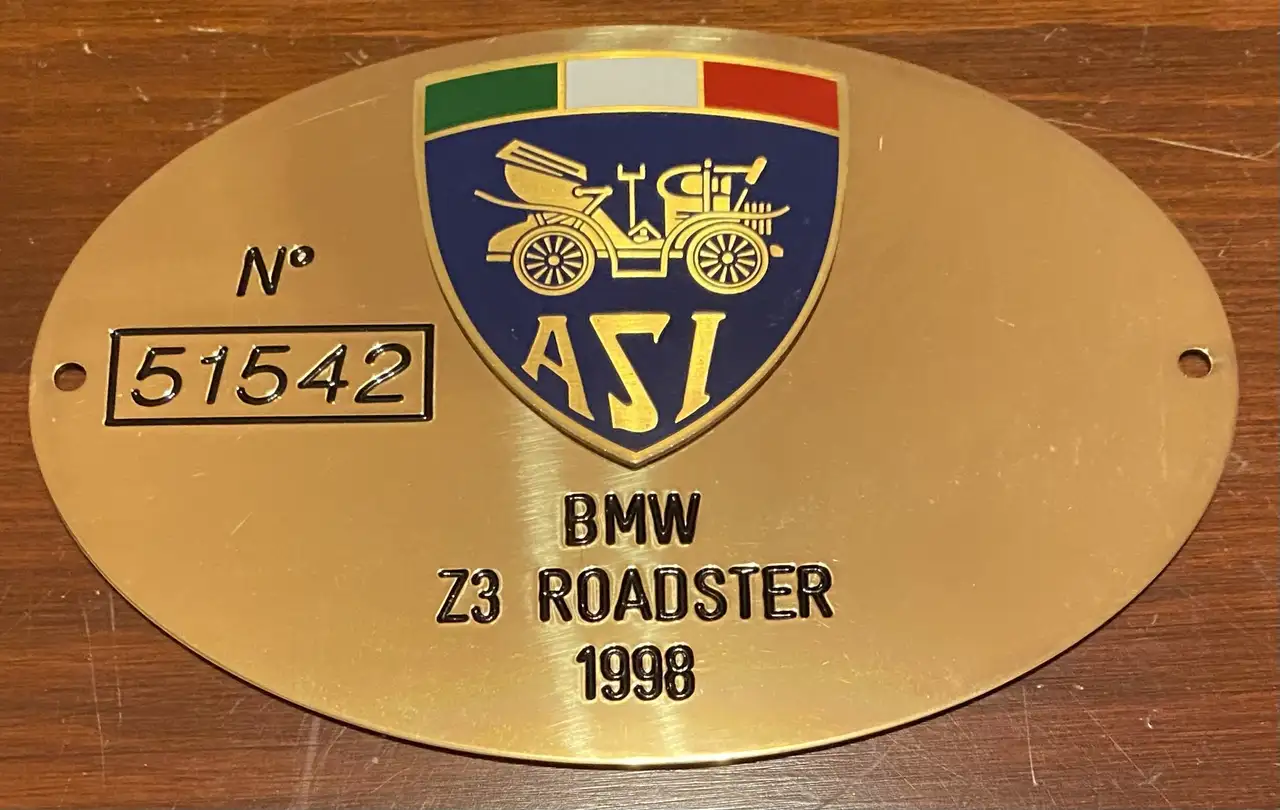 ASI
N°
51542
BMW
Z3 ROADSTER
1998